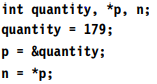 int quantity, *p, n;
quantity = 179;
p = &quantity;
n = *p;